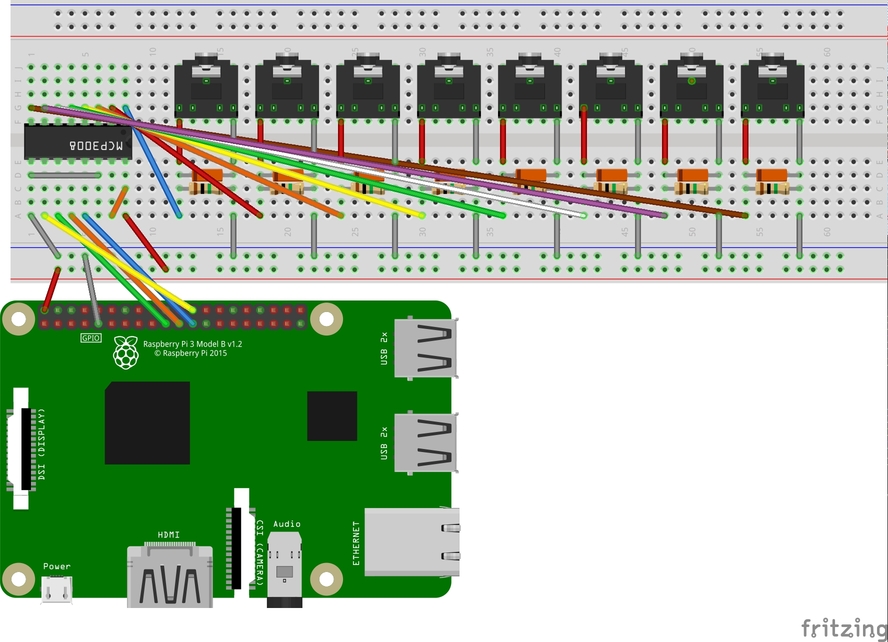 1 5 10 15 20 25 30 35 40 45 50 55 60
J
I
H
G
F
MCP3008
E
D
C
B
A
1 5 10 15 20 25 30 35 40 45 50 55 60
GPIO
Raspberry Pi 3 Model B v1.2
© Raspberry Pi 2015
USB 2x
DSI (DISPLAY)
USB 2x
CSI (CAMERA)
Audio
ETHERNET
HDMI
Power
fritzing